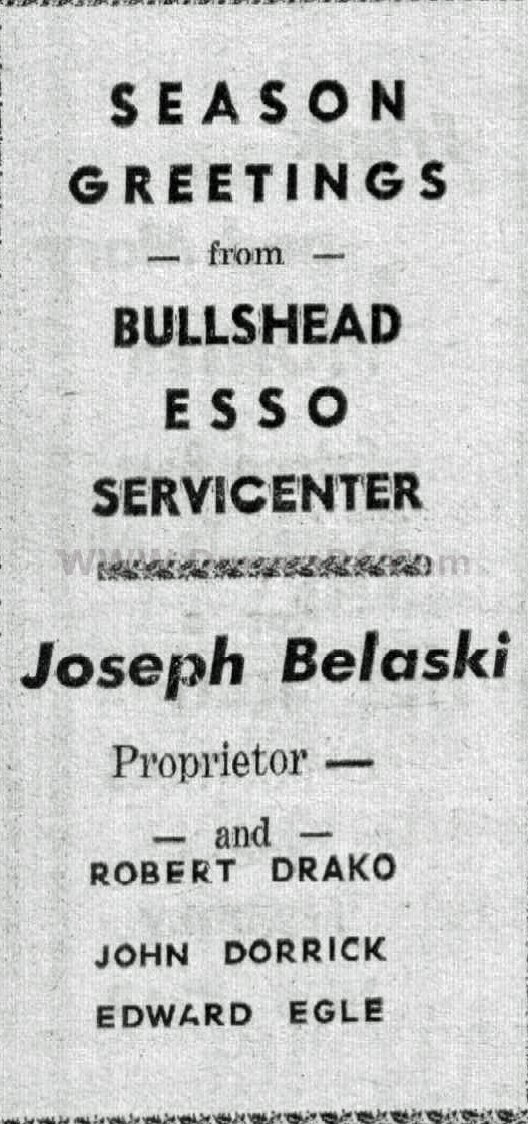 SEASON
GREETINGS
— from —
BULLSHEAD
ESSO
SERVICENTER
Joseph Belaski
Proprietor —
— and —
ROBERT DRAKO
JOHN DORRICK
EDWARD EGLE